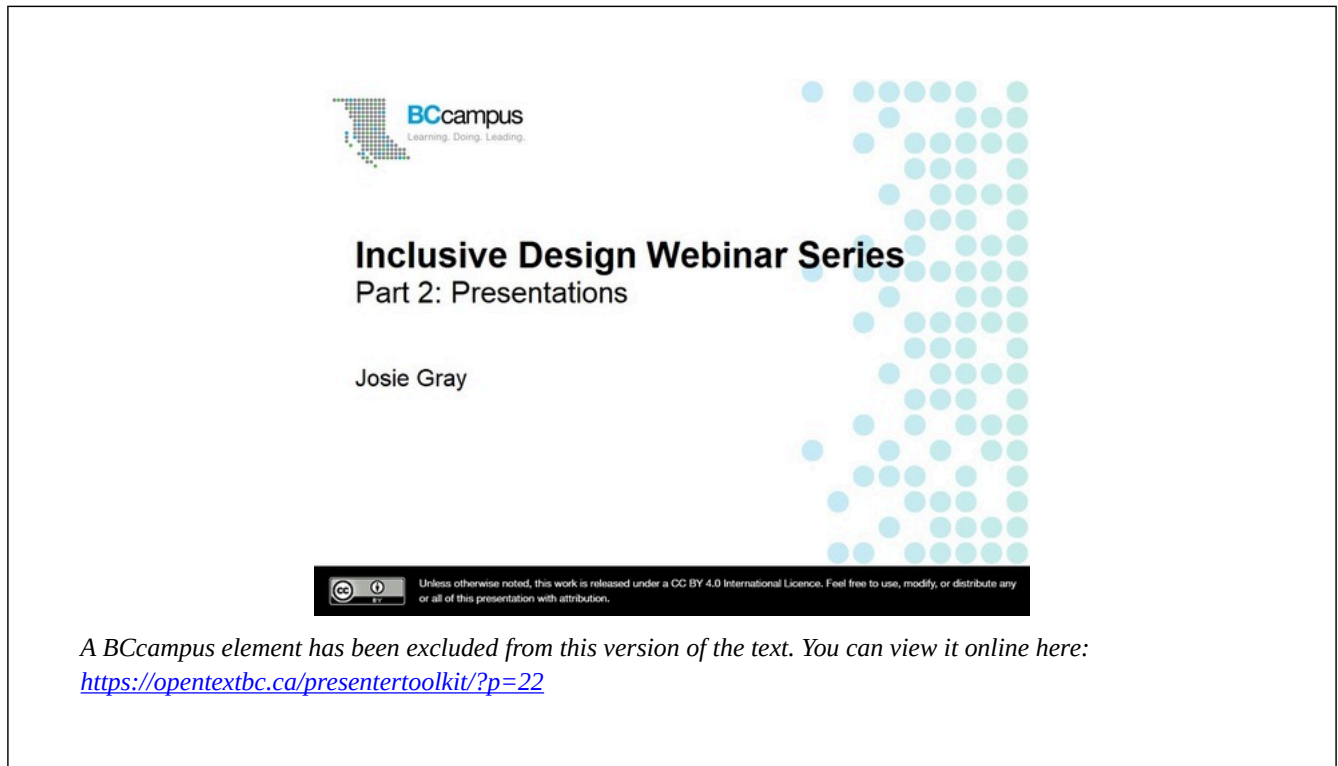 BCcampus
Learning. Doing. Leading.
Inclusive Design Webinar Series
Part 2: Presentations
Josie Gray
cc
BY
Unless otherwise noted, this work is released under a CC BY 4.0 International Licence. Feel free to use, modify, or distribute any
or all of this presentation with attribution.
A BCcampus element has been excluded from this version of the text. You can view it online here:
https://opentextbc.ca/presentertoolkit/?p=22